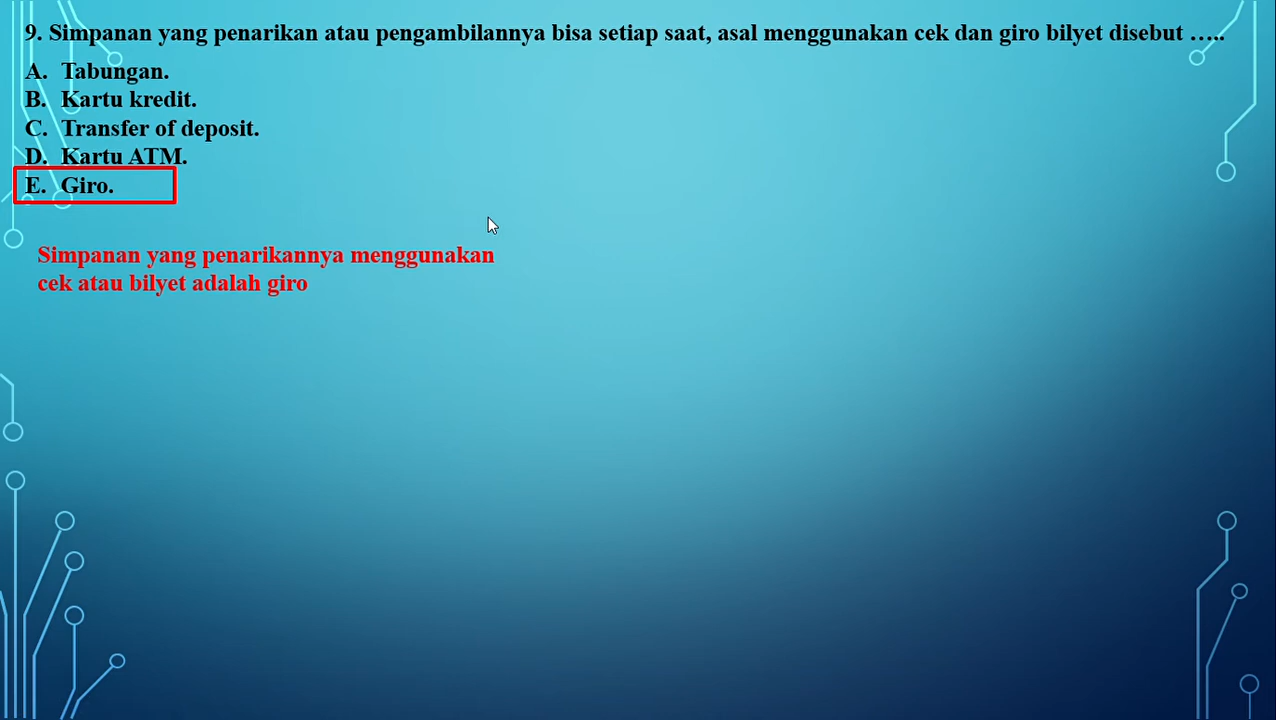 9. Simpanan yang penarikan atau pengambilannya bisa setiap saat, asal menggunakan cek dan giro bilyet disebut …..
A. Tabungan.
B. Kartu kredit.
C. Transfer of deposit.
D. Kartu ATM.
E. Giro.
Simpanan yang penarikannya menggunakan
cek atau bilyet adalah giro